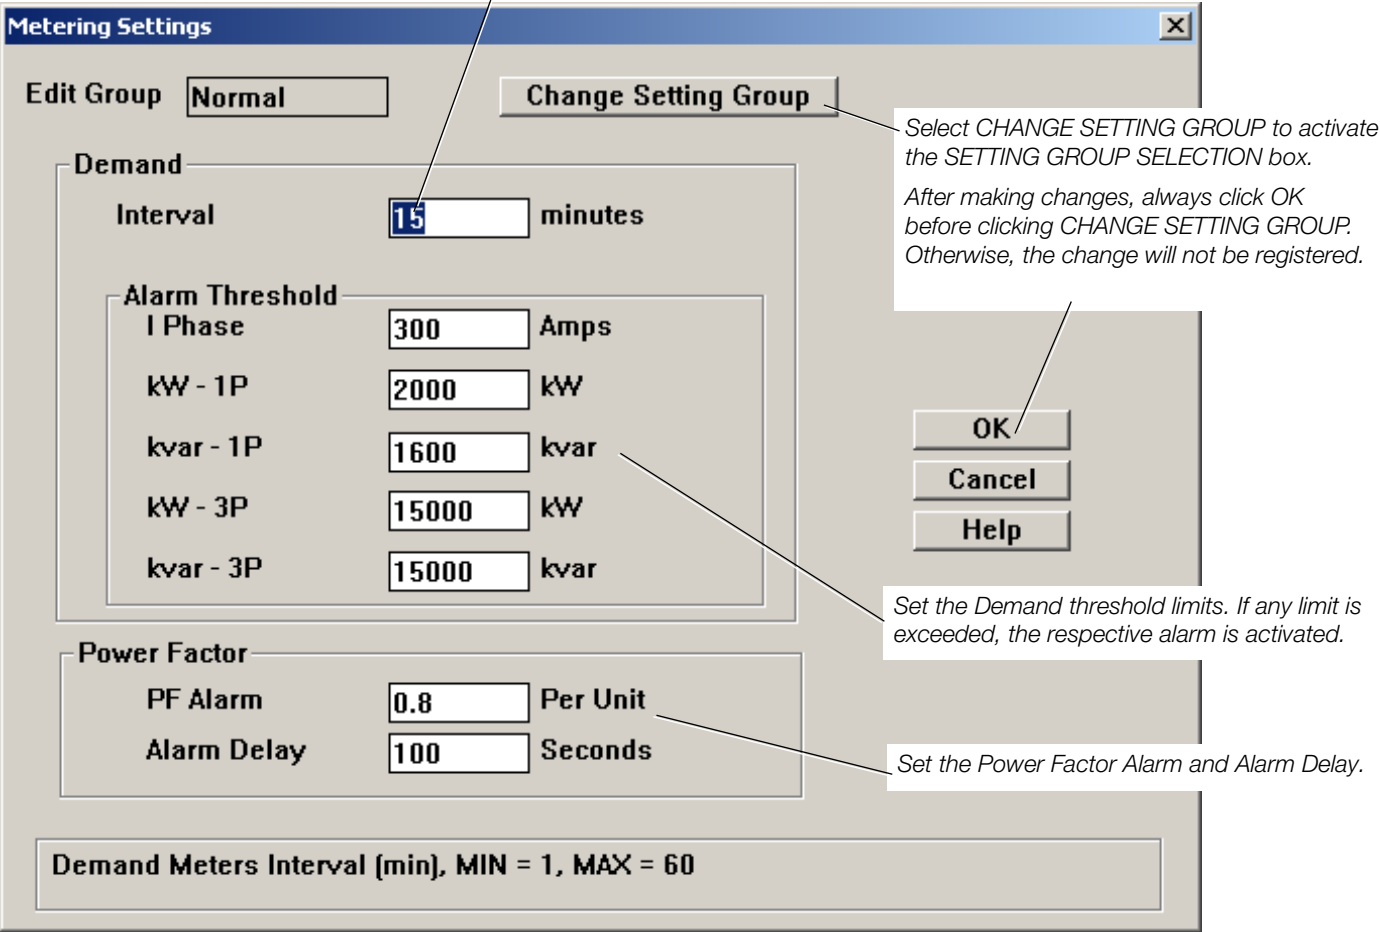 Metering Settings
Edit Group Normal Change Setting Group
Select CHANGE SETTING GROUP to activate
the SETTING GROUP SELECTION box.
After making changes, always click OK
before clicking CHANGE SETTING GROUP.
Otherwise, the change will not be registered.
Demand
Interval 15 minutes
Alarm Threshold
I Phase 300 Amps
kW - 1P 2000 kW
kvar - 1P 1600 kvar
kW - 3P 15000 kW
kvar - 3P 15000 kvar
OK
Cancel
Help
Set the Demand threshold limits. If any limit is
exceeded, the respective alarm is activated.
Power Factor
PF Alarm 0.8 Per Unit
Alarm Delay 100 Seconds
Set the Power Factor Alarm and Alarm Delay.
Demand Meters Interval (min), MIN = 1, MAX = 60